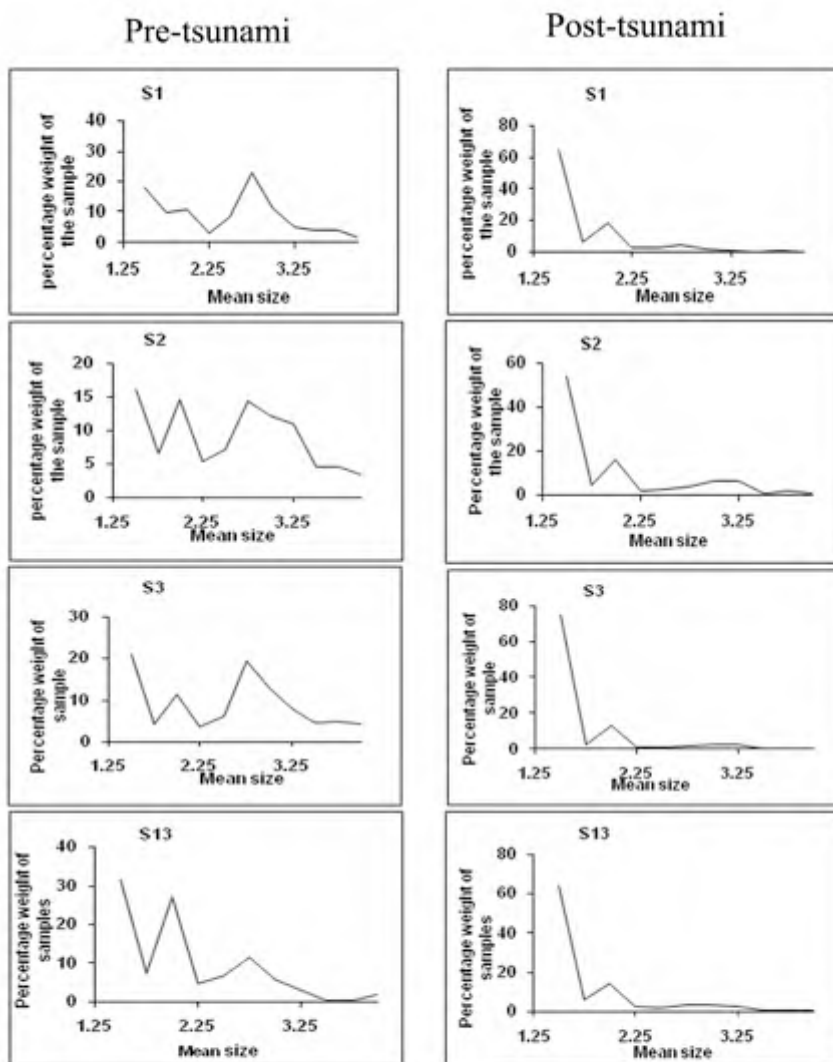 Pre-tsunami
Post-tsunami
S1
percentage weight of
the sample
40
30
20
10
0
1.25
2.25
3.25
Mean size
S1
percentage weight of
the sample
80
60
40
20
0
1.25
2.25
3.25
Mean size
S2
percentage weight of
the sample
20
15
10
5
0
1.25
2.25
3.25
Mean size
S2
Percentage weight of
the sample
60
40
20
0
1.25
2.25
3.25
Mean size
S3
Percentage weight of
sample
30
20
10
0
1.25
2.25
3.25
Mean size
S3
Percentage weight of
sample
80
60
40
20
0
1.25
2.25
3.25
Mean size
S13
Percentage weight of
samples
40
30
20
10
0
1.25
2.25
3.25
Mean size
S13
Percentage weight of
samples
80
60
40
20
0
1.25
2.25
3.25
Mean size